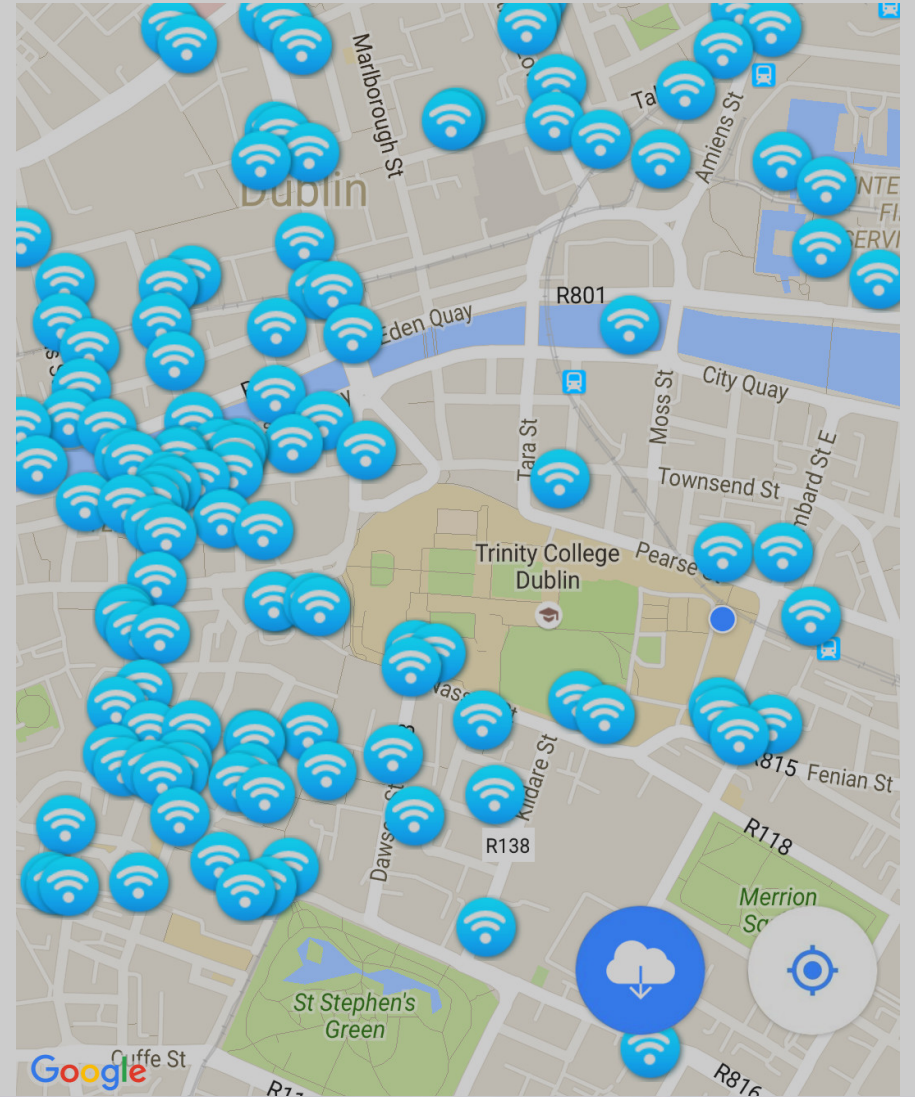 Marlborough St
Amiens St
Dublin
R801
Eden Quay
City Quay
Moss St
Tara St
Townsend St
Trinity College
Dublin
Pearse
Kildare St
R815
Fenian St
R138
R118
Merrion
St Stephen's
Green
Cuffe St
Google
R816